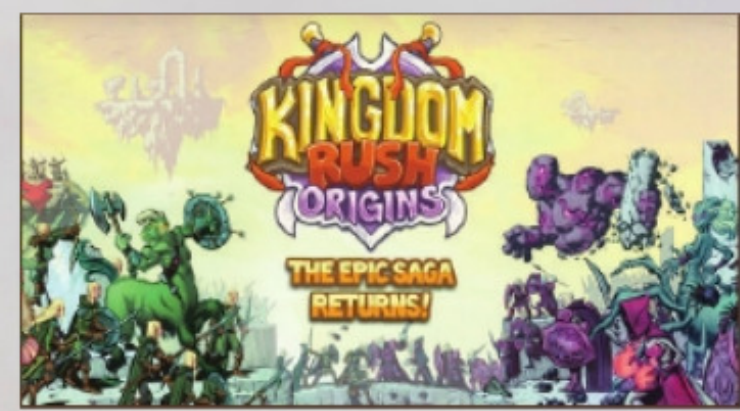 KINGDOM
RUSH
ORIGINS
THE EPIC SAGA
RETURNS!